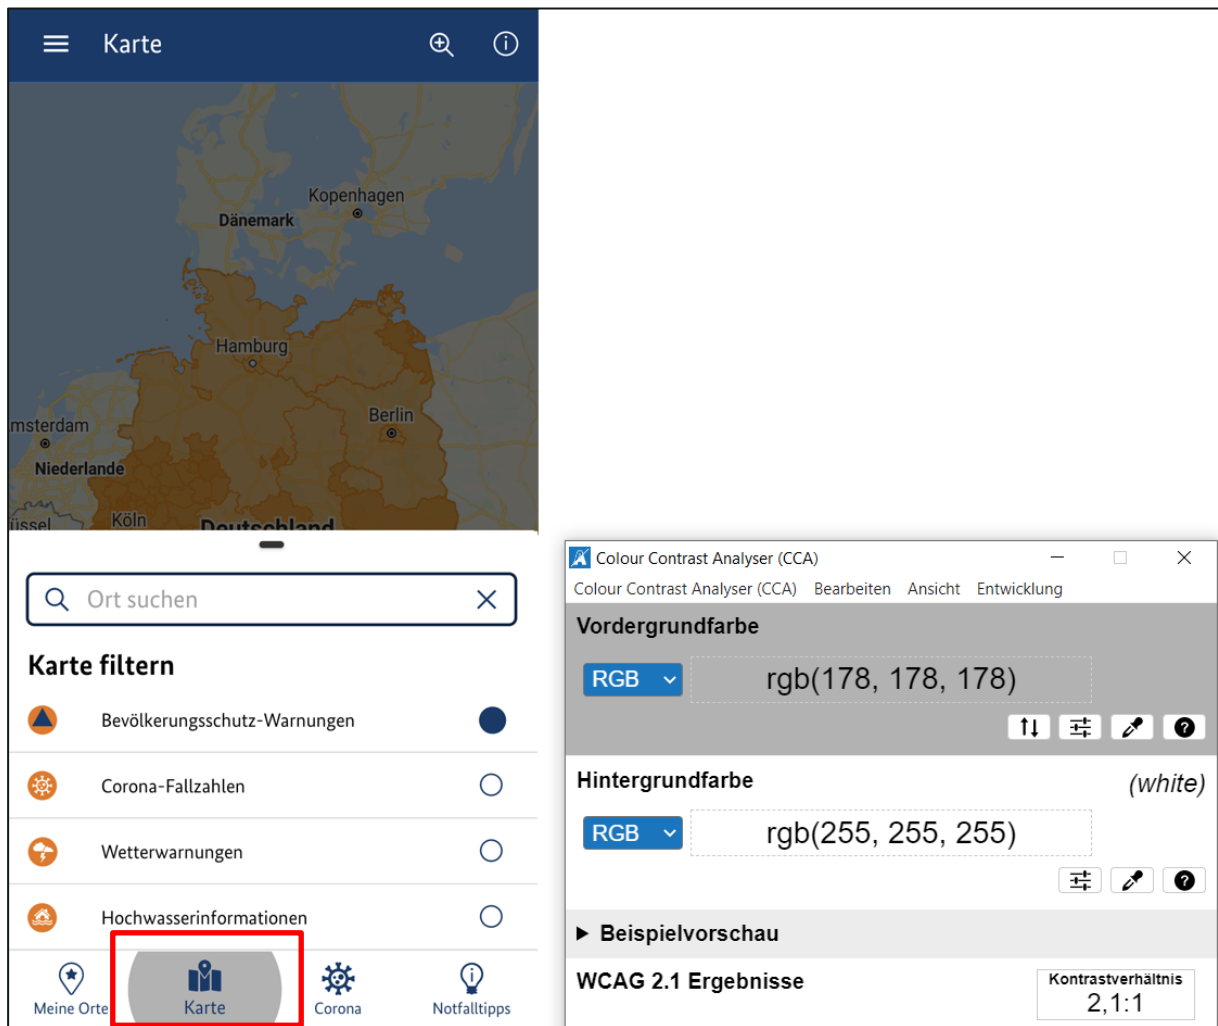 Karte
Kopenhagen
Dänemark
Hamburg
Berlin
msterdam
Niederlande
üssel
Köln
Deutschland
Ort suchen
Karte filtern
Bevölkerungsschutz-Warnungen
Corona-Fallzahlen
Wetterwarnungen
Hochwasserinformationen
Meine Orte
Karte
Corona
Notfalltipps
Colour Contrast Analyser (CCA)
Colour Contrast Analyser (CCA) Bearbeiten Ansicht Entwicklung
Vordergrundfarbe
RGB rgb(178, 178, 178)
Hintergrundfarbe (white)
RGB rgb(255, 255, 255)
Beispielvorschau
WCAG 2.1 Ergebnisse
Kontrastverhältnis
2,1:1